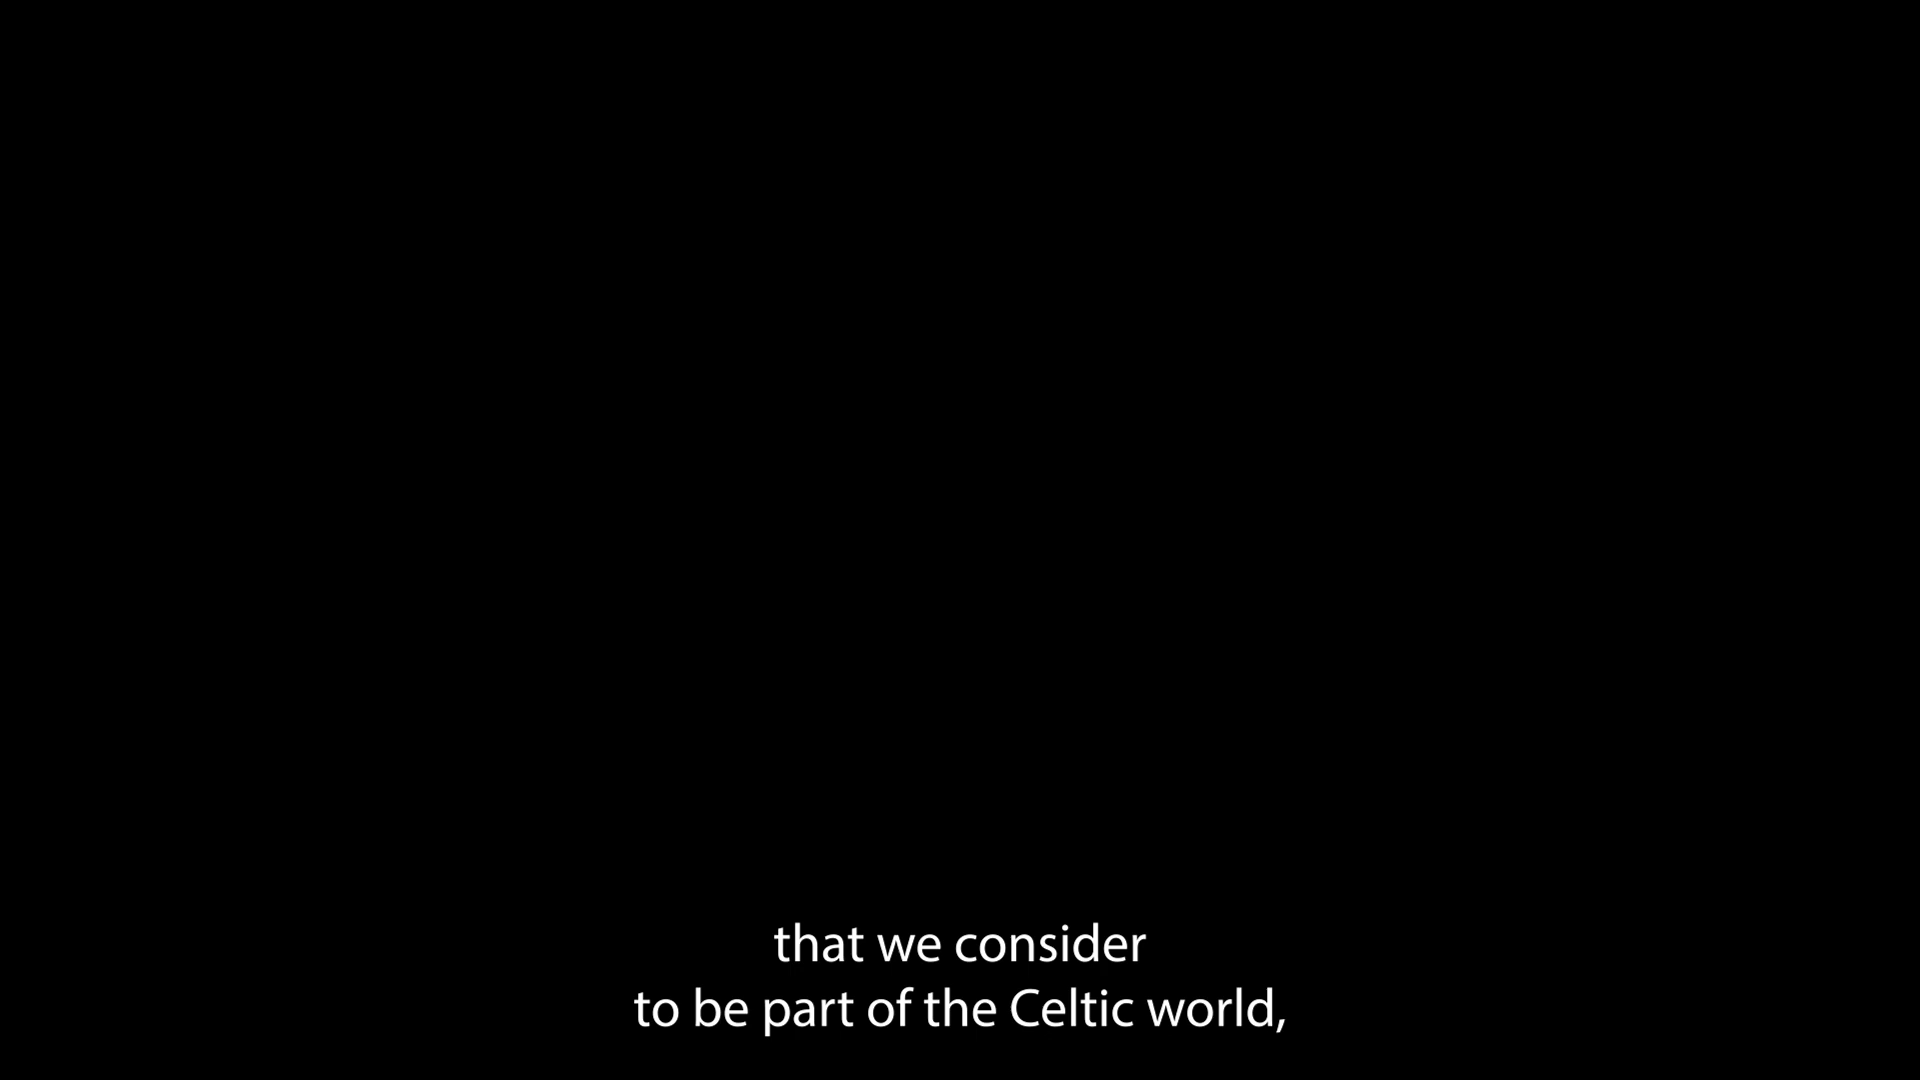 that we consider
to be part of the Celtic world,